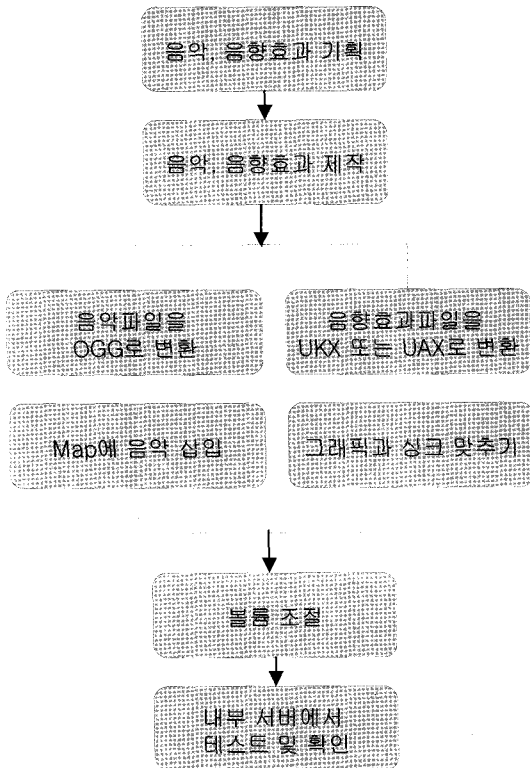 음악, 음향효과 기획
음악, 음향효과 제작
음악파일을
OGG로 변환
음향효과파일을
UKX 또는 UAX로 변환
Map에 음악 삽입
그래픽과 싱크 맞추기
볼륨 조절
내부 서버에서
테스트 및 확인